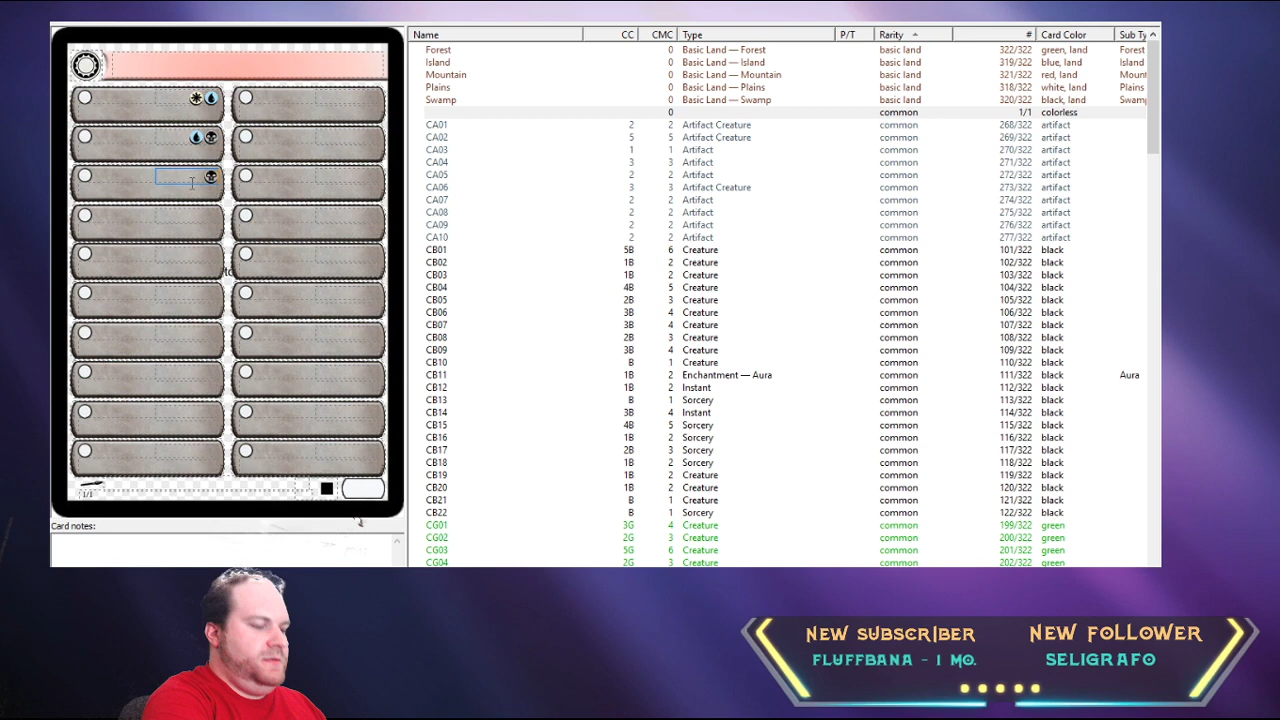 Name CC CMC Type P/T Rarity # Card Color Sub Ty
Forest 0 Basic Land — Forest basic land 322/322 green, land Forest
Island 0 Basic Land — Island basic land 319/322 blue, land Island
Mountain 0 Basic Land — Mountain basic land 321/322 red, land Mount
Plains 0 Basic Land — Plains basic land 318/322 white, land Plains
Swamp 0 Basic Land — Swamp basic land 320/322 black, land Swamp
0 common 1/1 colorless
CA01 2 2 Artifact Creature common 268/322 artifact
CA02 5 5 Artifact Creature common 269/322 artifact
CA03 1 1 Artifact common 270/322 artifact
CA04 3 3 Artifact common 271/322 artifact
CA05 2 2 Artifact common 272/322 artifact
CA06 3 3 Artifact Creature common 273/322 artifact
CA07 2 2 Artifact common 274/322 artifact
CA08 2 2 Artifact common 275/322 artifact
CA09 2 2 Artifact common 276/322 artifact
CA10 2 2 Artifact common 277/322 artifact
CB01 5B 6 Creature common 101/322 black
CB02 1B 2 Creature common 102/322 black
CB03 1B 2 Creature common 103/322 black
CB04 4B 5 Creature common 104/322 black
CB05 2B 3 Creature common 105/322 black
CB06 3B 4 Creature common 106/322 black
CB07 3B 4 Creature common 107/322 black
CB08 2B 3 Creature common 108/322 black
CB09 3B 4 Creature common 109/322 black
CB10 B 1 Creature common 110/322 black
CB11 1B 2 Enchantment — Aura common 111/322 black Aura
CB12 1B 2 Instant common 112/322 black
CB13 B 1 Sorcery common 113/322 black
CB14 3B 4 Instant common 114/322 black
CB15 4B 5 Sorcery common 115/322 black
CB16 1B 2 Sorcery common 116/322 black
CB17 2B 3 Sorcery common 117/322 black
CB18 1B 2 Sorcery common 118/322 black
CB19 1B 2 Creature common 119/322 black
CB20 1B 2 Creature common 120/322 black
CB21 B 1 Creature common 121/322 black
CB22 B 1 Sorcery common 122/322 black
CG01 3G 4 Creature common 199/322 green
CG02 2G 3 Creature common 200/322 green
CG03 5G 6 Creature common 201/322 green
CG04 2G 3 Creature common 202/322 green
1/1
Card notes:
NEW SUBSCRIBER
FLUFFBANA - 1 MO.
NEW FOLLOWER
SELIGRAFO